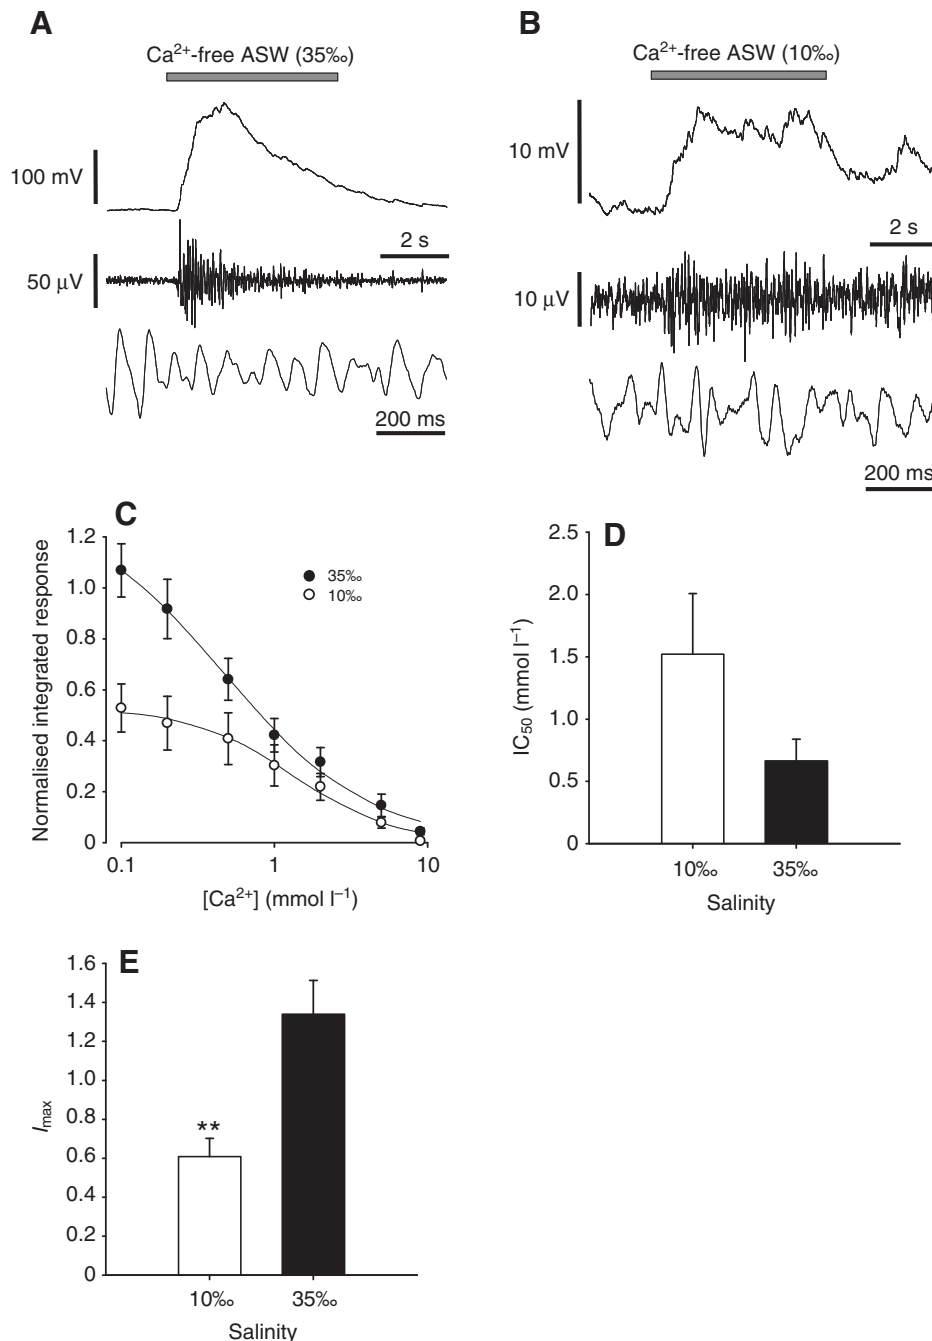 A
Ca²⁺-free ASW (35‰)
100 mV
2 s
50 μV
200 ms
B
Ca²⁺-free ASW (10‰)
10 mV
2 s
10 μV
200 ms
C
Normalised integrated response
1.2
1.0
0.8
0.6
0.4
0.2
0
35‰
10‰
0.1
1
10
[Ca²⁺] (mmol l⁻¹)
D
IC₅₀ (mmol l⁻¹)
2.5
2.0
1.5
1.0
0.5
0
10‰
35‰
Salinity
E
Iₘₐₓ
1.6
1.4
1.2
1.0
0.8
0.6
0.4
0.2
0
**
10‰
35‰
Salinity